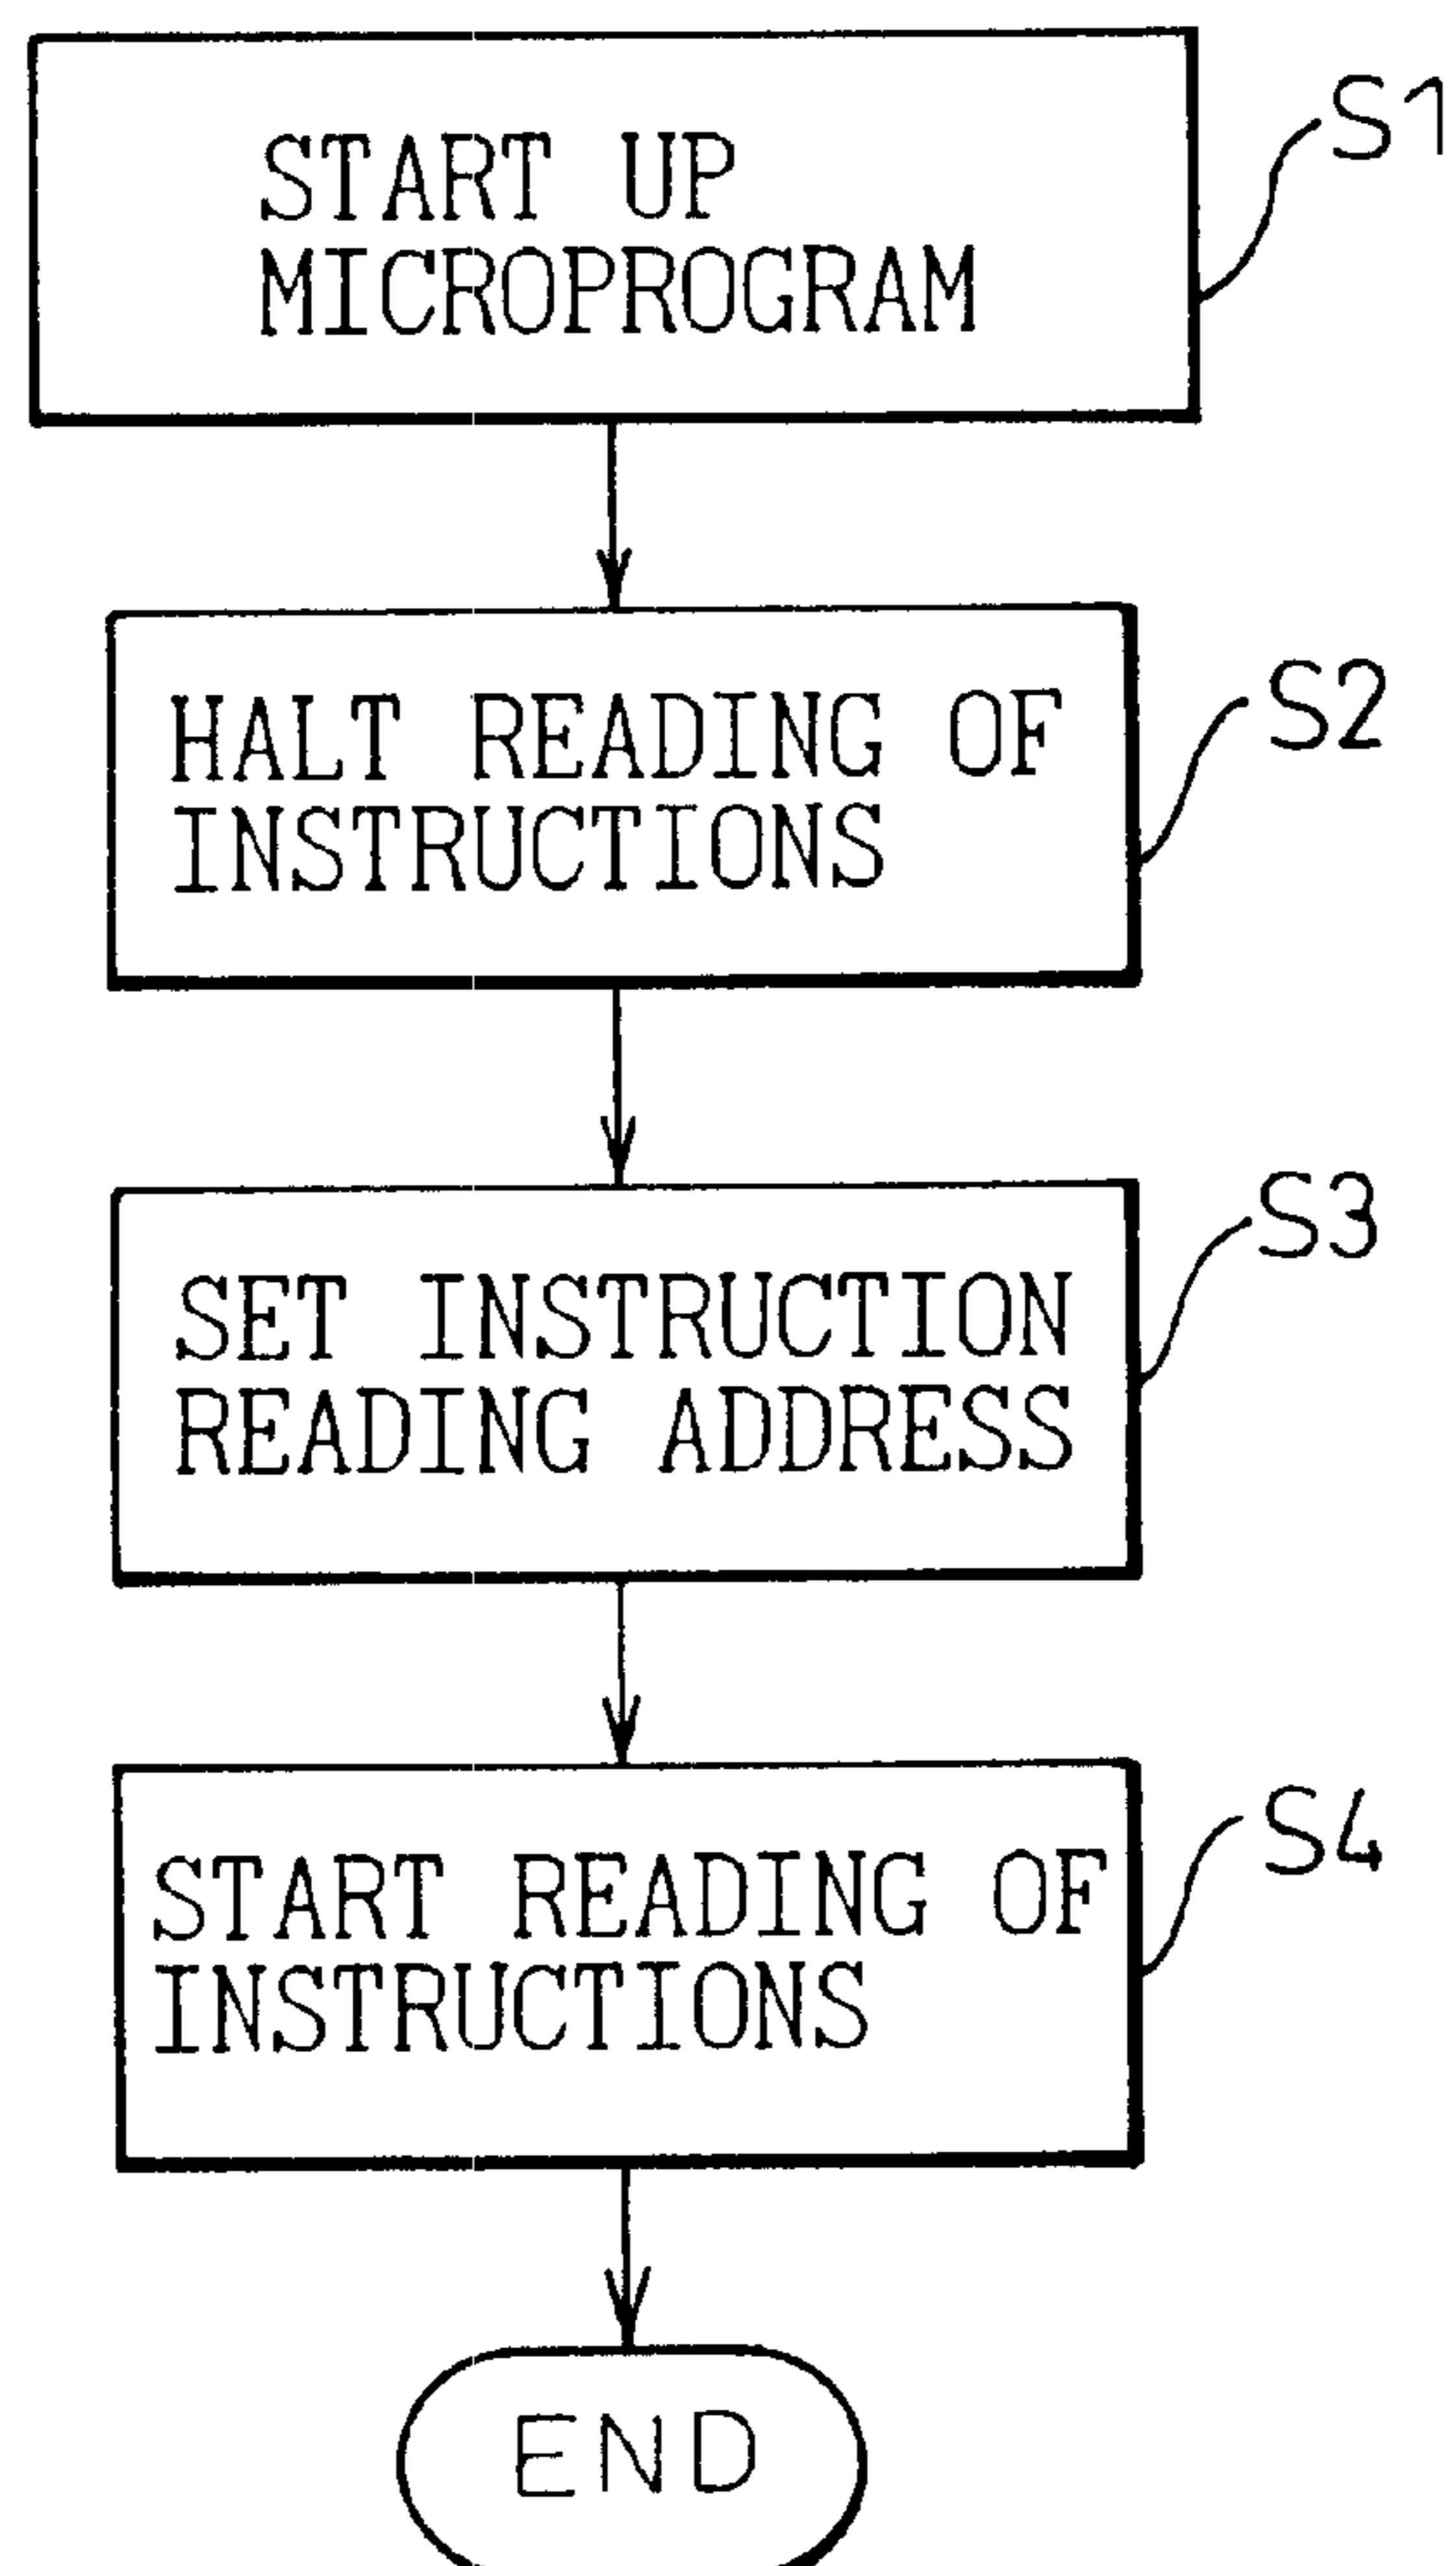 START UP
MICROPROGRAM
S1
HALT READING OF
INSTRUCTIONS
S2
SET INSTRUCTION
READING ADDRESS
S3
START READING OF
INSTRUCTIONS
S4
END